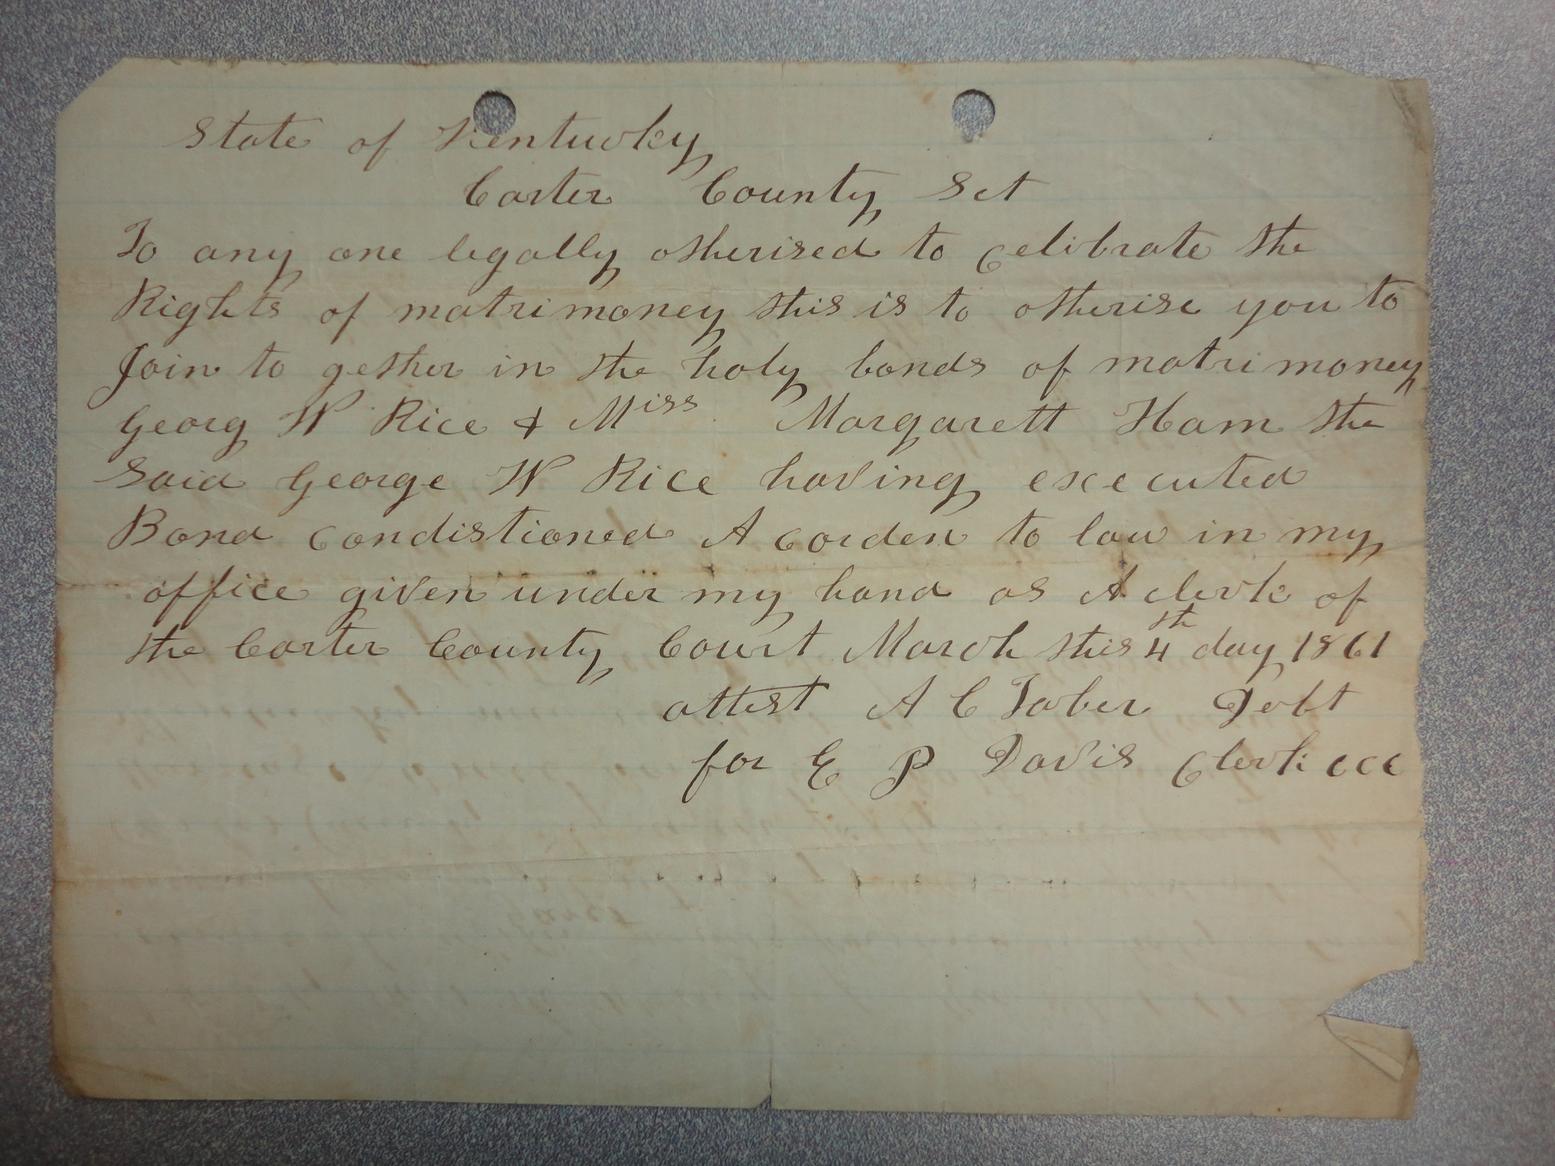 State of Kentucky
Carter County Sct
To any one legally otherised to celibrate the
Rights of matrimoney this is to otherise you to
Join to gether in the holy bonds of matrimoney
Georg W Rice & Miss Margarett Ham the
Said George W Rice having executed
Bond condistioned A corden to law in my
office given under my hand as A clerk of
the Carter County Court March this 4th day 1861
attest A C Taber Debt
for E P Davis Clerk CCC